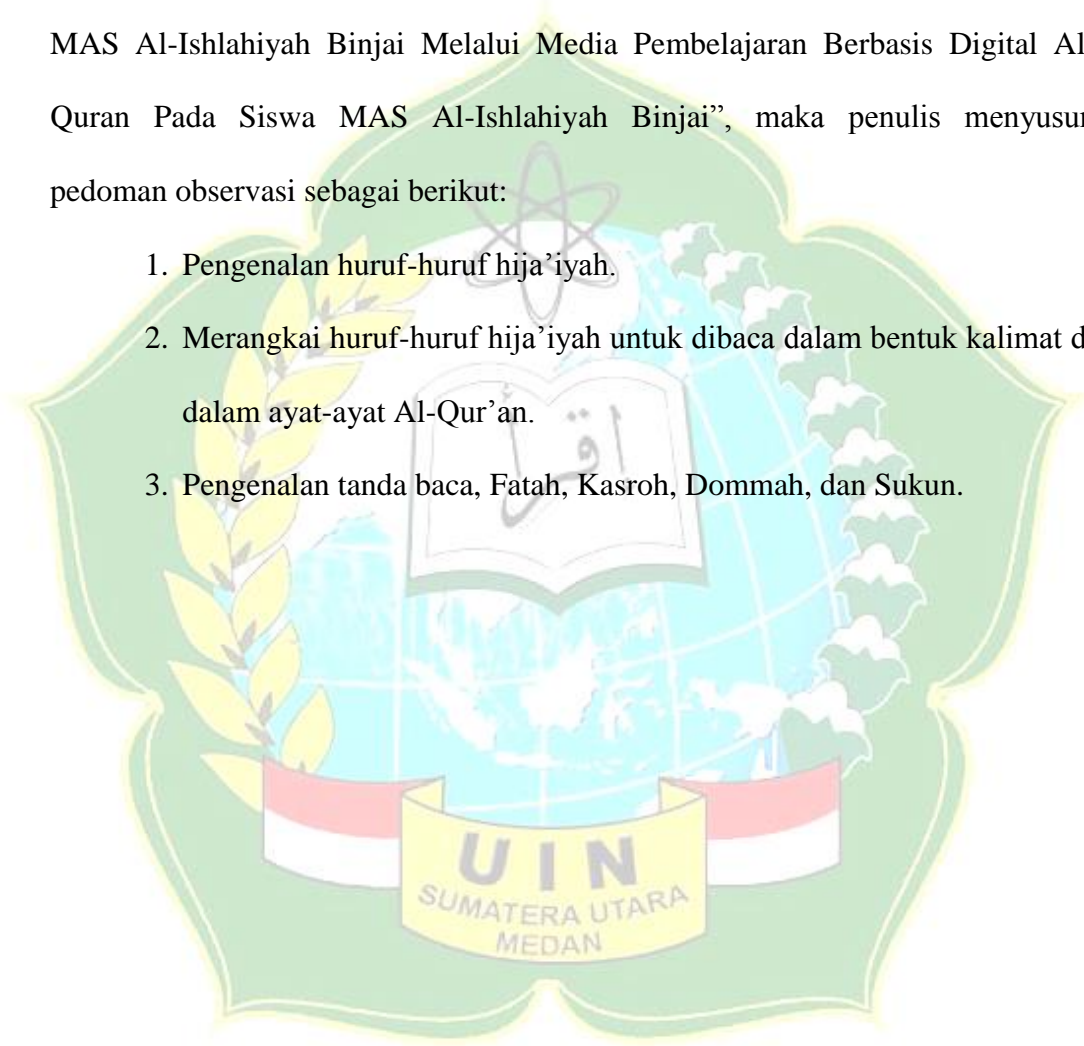 MAS Al-Ishlahiyah Binjai Melalui Media Pembelajaran Berbasis Digital Al
Quran Pada Siswa MAS Al-Ishlahiyah Binjai”, maka penulis menyusun
pedoman observasi sebagai berikut:
1. Pengenalan huruf-huruf hija’iyah.
2. Merangkai huruf-huruf hija’iyah untuk dibaca dalam bentuk kalimat d
dalam ayat-ayat Al-Qur’an.
اقرأ
3. Pengenalan tanda baca, Fatah, Kasroh, Dommah, dan Sukun.
UIN
SUMATERA UTARA
MEDAN